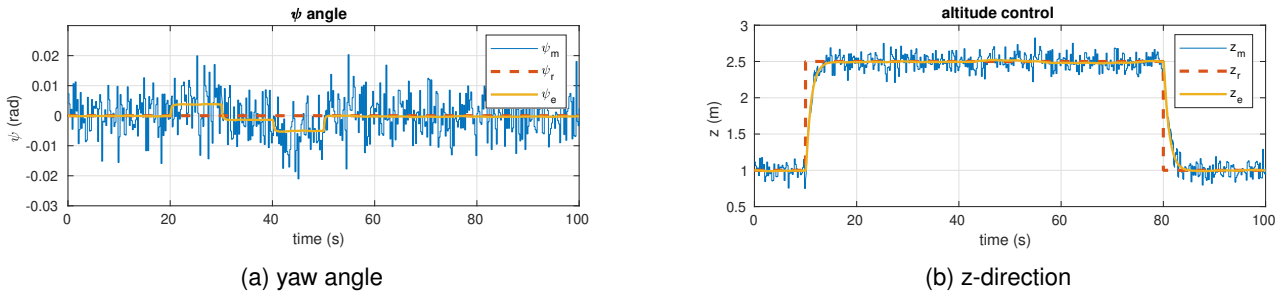 ψ angle
0.02
0.01
0
-0.01
-0.02
-0.03
ψ (rad)
0 20 40 60 80 100
time (s)
ψm
ψr
ψe
(a) yaw angle
altitude control
3
2.5
2
1.5
1
0.5
z (m)
0 20 40 60 80 100
time (s)
zm
zr
ze
(b) z-direction